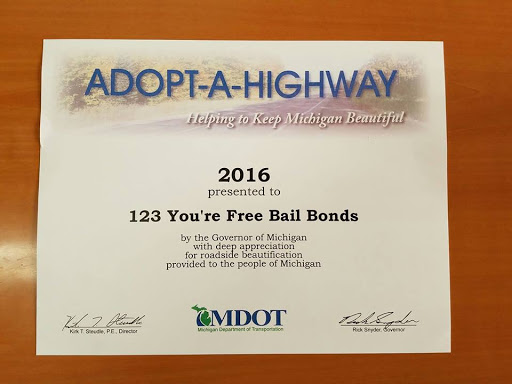 ADOPT-A-HIGHWAY
Helping to Keep Michigan Beautiful
2016
presented to
123 You're Free Bail Bonds
by the Governor of Michigan
with deep appreciation
for roadside beautification
provided to the people of Michigan
Kirk T. Steudle, P.E., Director
MDOT
Michigan Department of Transportation
Rick Snyder, Governor